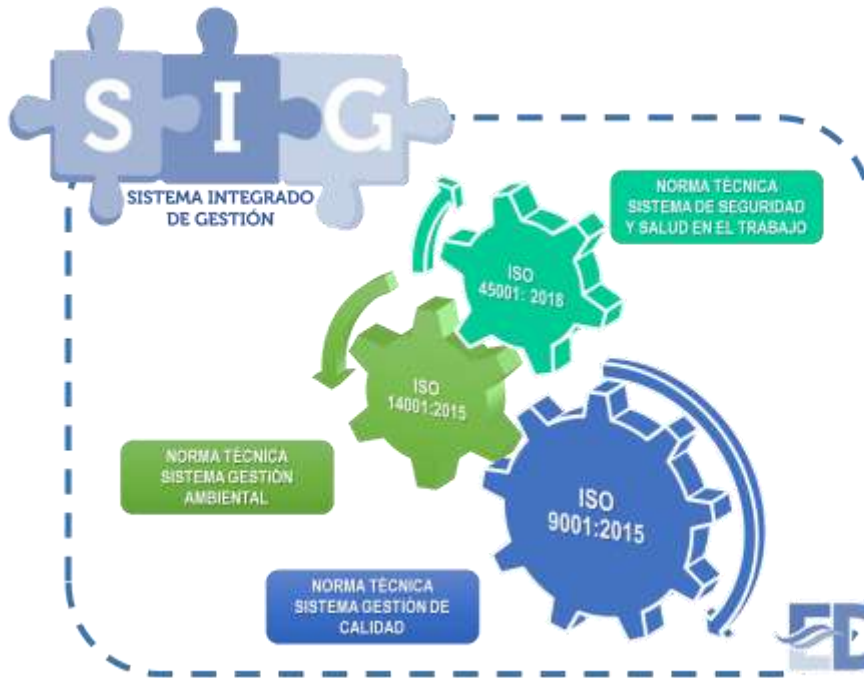 SIG
SISTEMA INTEGRADO
DE GESTIÓN
NORMA TÉCNICA
SISTEMA DE SEGURIDAD
Y SALUD EN EL TRABAJO
ISO
45001: 2018
ISO
14001:2015
NORMA TÉCNICA
SISTEMA GESTIÓN
AMBIENTAL
ISO
9001:2015
NORMA TÉCNICA
SISTEMA GESTIÓN DE
CALIDAD